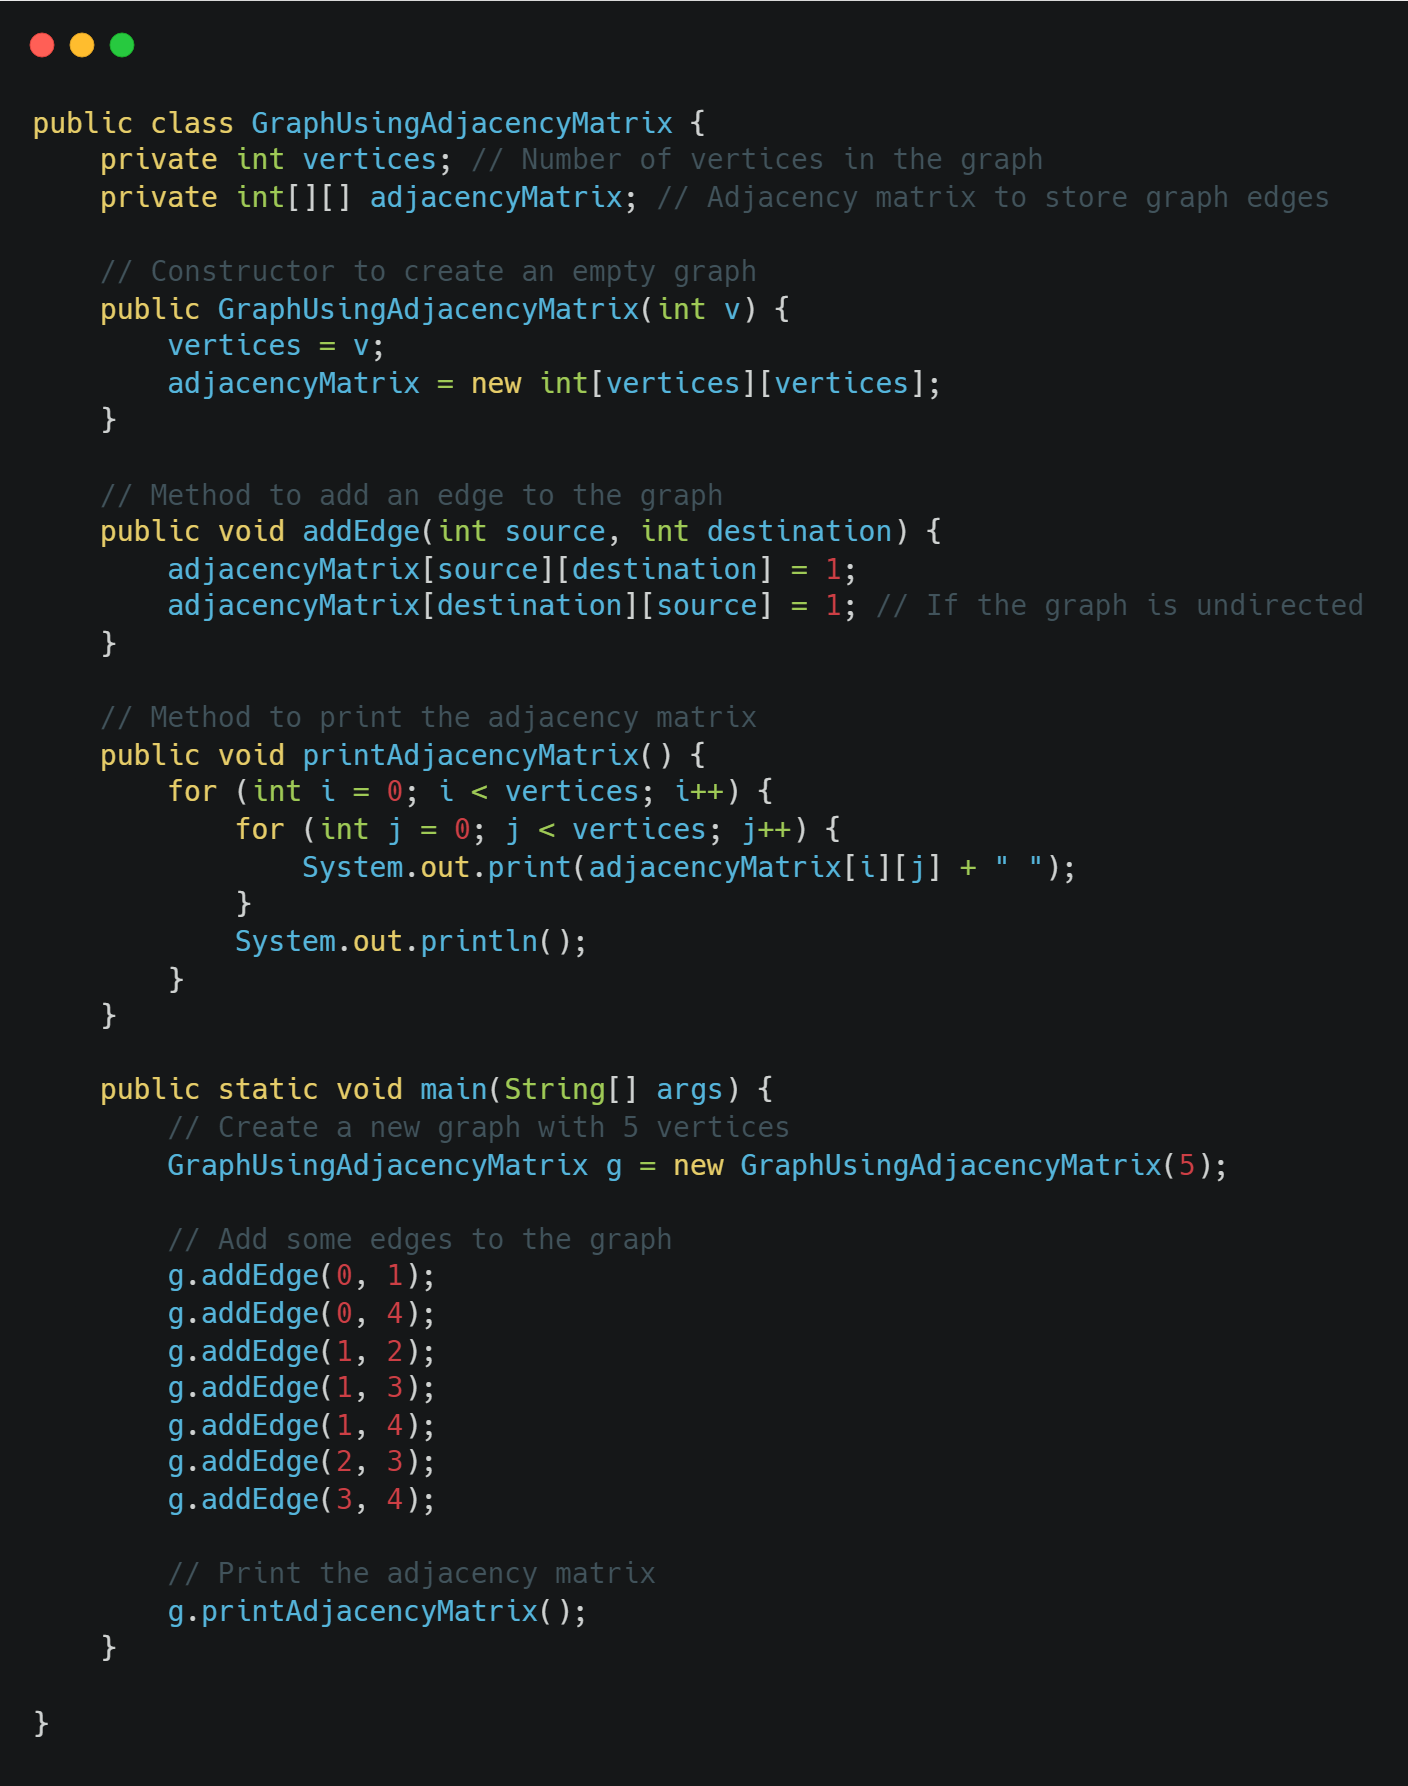 public class GraphUsingAdjacencyMatrix {
    private int vertices; // Number of vertices in the graph
    private int[][] adjacencyMatrix; // Adjacency matrix to store graph edges

    // Constructor to create an empty graph
    public GraphUsingAdjacencyMatrix(int v) {
        vertices = v;
        adjacencyMatrix = new int[vertices][vertices];
    }

    // Method to add an edge to the graph
    public void addEdge(int source, int destination) {
        adjacencyMatrix[source][destination] = 1;
        adjacencyMatrix[destination][source] = 1; // If the graph is undirected
    }

    // Method to print the adjacency matrix
    public void printAdjacencyMatrix() {
        for (int i = 0; i < vertices; i++) {
            for (int j = 0; j < vertices; j++) {
                System.out.print(adjacencyMatrix[i][j] + " ");
            }
            System.out.println();
        }
    }

    public static void main(String[] args) {
        // Create a new graph with 5 vertices
        GraphUsingAdjacencyMatrix g = new GraphUsingAdjacencyMatrix(5);

        // Add some edges to the graph
        g.addEdge(0, 1);
        g.addEdge(0, 4);
        g.addEdge(1, 2);
        g.addEdge(1, 3);
        g.addEdge(1, 4);
        g.addEdge(2, 3);
        g.addEdge(3, 4);

        // Print the adjacency matrix
        g.printAdjacencyMatrix();
    }

}